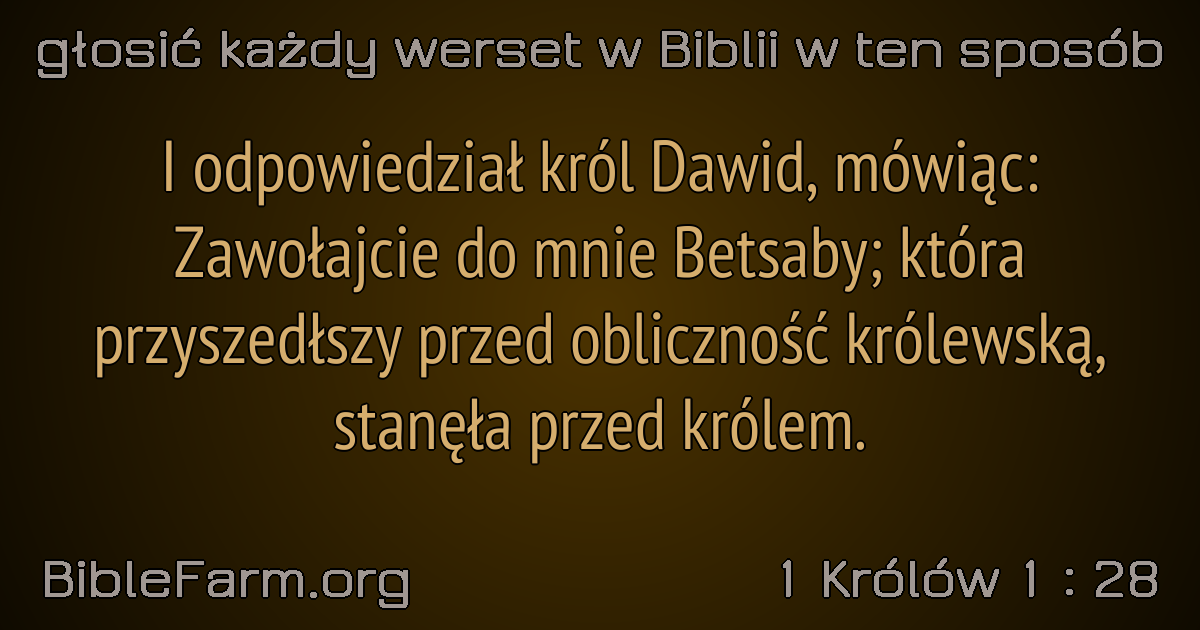 głosić każdy werset w Biblii w ten sposób
I odpowiedział król Dawid, mówiąc:
Zawołajcie do mnie Betsaby; która
przyszedłszy przed obliczność królewską,
stanęła przed królem.
BibleFarm.org
1 Królów 1 : 28